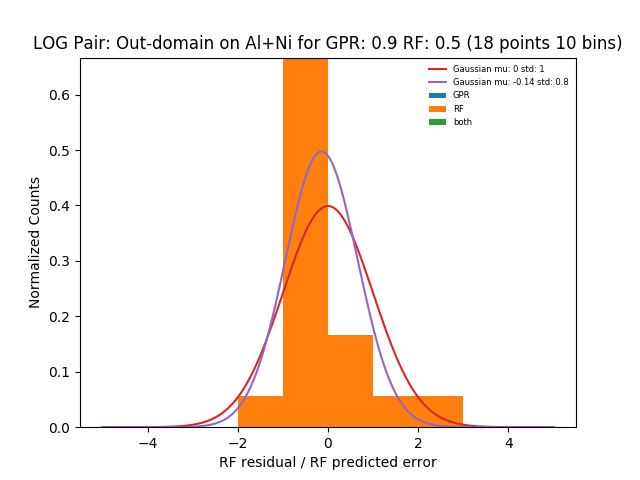 LOG Pair: Out-domain on Al+Ni for GPR: 0.9 RF: 0.5 (18 points 10 bins)
Gaussian mu: 0 std: 1
Gaussian mu: -0.14 std: 0.8
GPR
RF
both
Normalized Counts
0.6
0.5
0.4
0.3
0.2
0.1
0.0
−4 −2 0 2 4
RF residual / RF predicted error